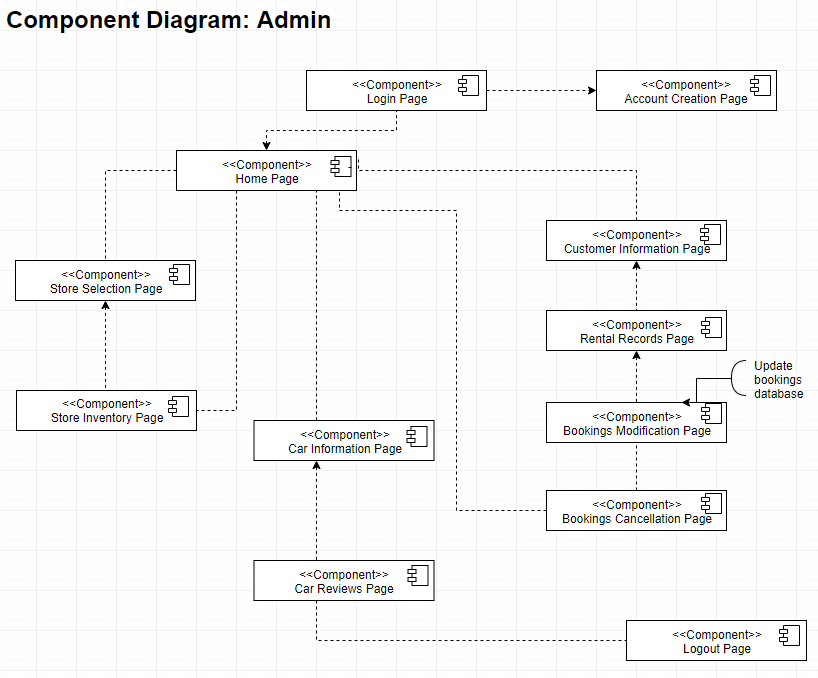 Component Diagram: Admin
<<Component>>
Login Page
<<Component>>
Account Creation Page
<<Component>>
Home Page
<<Component>>
Customer Information Page
<<Component>>
Store Selection Page
<<Component>>
Rental Records Page
Update
bookings
database
<<Component>>
Store Inventory Page
<<Component>>
Bookings Modification Page
<<Component>>
Car Information Page
<<Component>>
Bookings Cancellation Page
<<Component>>
Car Reviews Page
<<Component>>
Logout Page